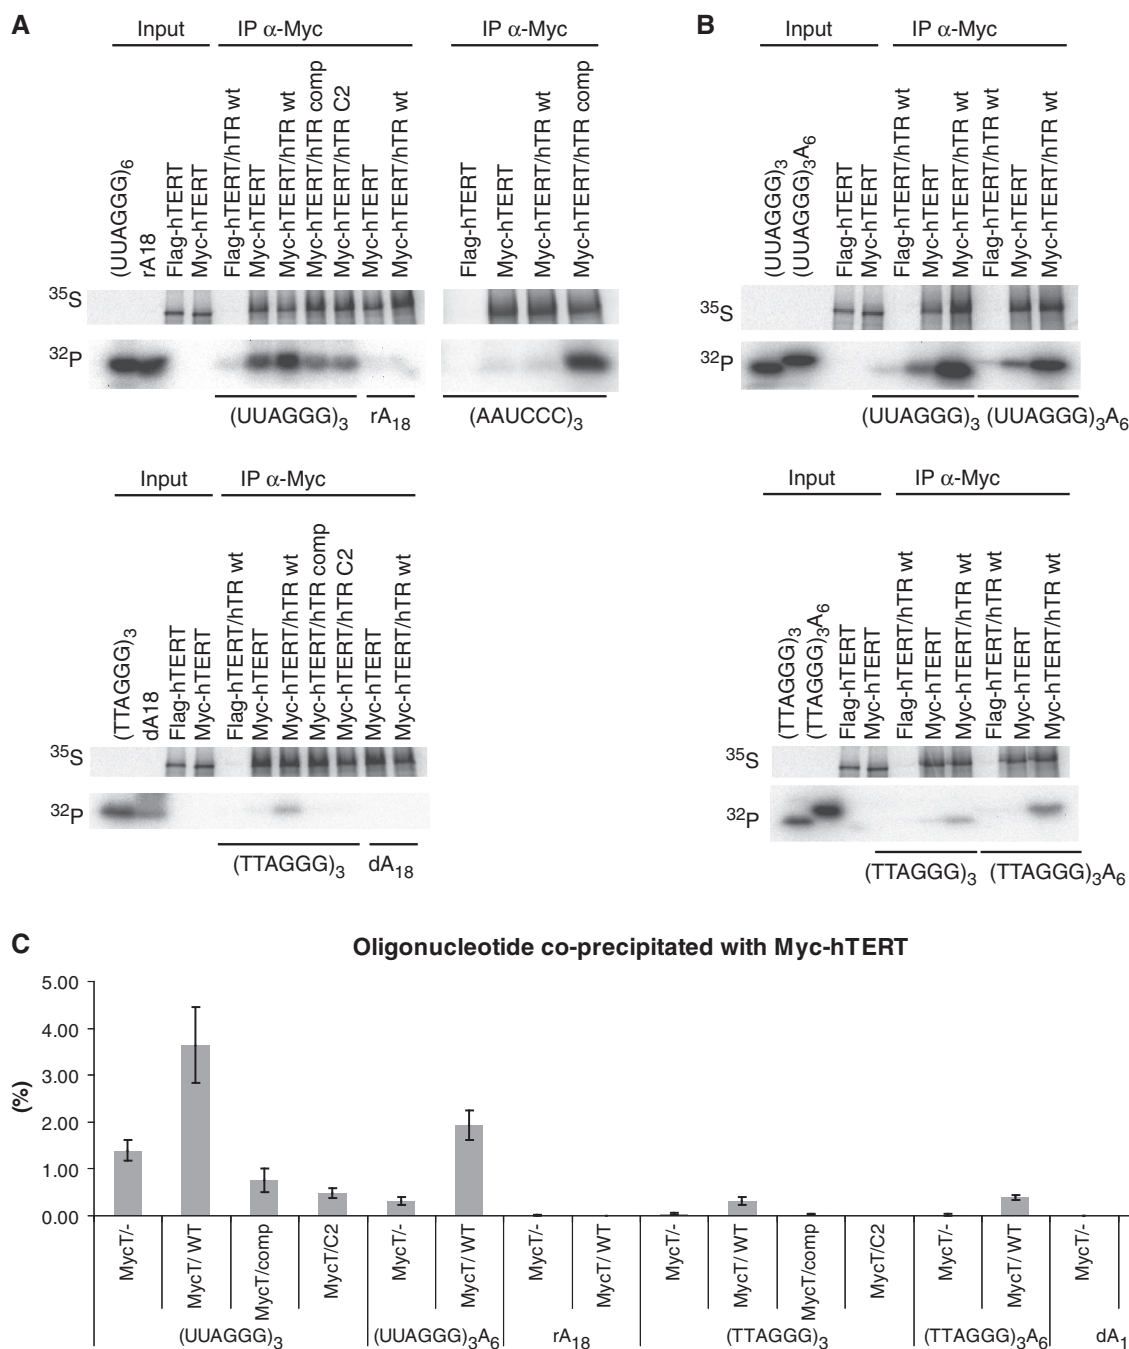 A
Input
IP α-Myc
IP α-Myc
(UUAGGG)6
rA18
Flag-hTERT
Myc-hTERT
Flag-hTERT/hTR wt
Myc-hTERT
Myc-hTERT/hTR wt
Myc-hTERT/hTR comp
Myc-hTERT/hTR C2
Myc-hTERT
Myc-hTERT/hTR wt
Flag-hTERT
Myc-hTERT
Myc-hTERT/hTR wt
Myc-hTERT/hTR comp
35S
32P
(UUAGGG)3
rA18
(AAUCCC)3
Input
IP α-Myc
(TTAGGG)3
dA18
Flag-hTERT
Myc-hTERT
Flag-hTERT/hTR wt
Myc-hTERT
Myc-hTERT/hTR wt
Myc-hTERT/hTR comp
Myc-hTERT/hTR C2
Myc-hTERT
Myc-hTERT/hTR wt
35S
32P
(TTAGGG)3
dA18
B
Input
IP α-Myc
(UUAGGG)3
(UUAGGG)3A6
Flag-hTERT
Myc-hTERT
Flag-hTERT/hTR wt
Myc-hTERT
Myc-hTERT/hTR wt
Flag-hTERT/hTR wt
Myc-hTERT
Myc-hTERT/hTR wt
35S
32P
(UUAGGG)3
(UUAGGG)3A6
Input
IP α-Myc
(TTAGGG)3
(TTAGGG)3A6
Flag-hTERT
Myc-hTERT
Flag-hTERT/hTR wt
Myc-hTERT
Myc-hTERT/hTR wt
Flag-hTERT/hTR wt
Myc-hTERT
Myc-hTERT/hTR wt
35S
32P
(TTAGGG)3
(TTAGGG)3A6
C
Oligonucleotide co-precipitated with Myc-hTERT
(%)
5.00
4.00
3.00
2.00
1.00
0.00
MycT/-
MycT/ WT
MycT/comp
MycT/C2
MycT/-
MycT/ WT
MycT/-
MycT/ WT
MycT/-
MycT/ WT
MycT/comp
MycT/C2
MycT/-
MycT/ WT
MycT/-
(UUAGGG)3
(UUAGGG)3A6
rA18
(TTAGGG)3
(TTAGGG)3A6
dA1